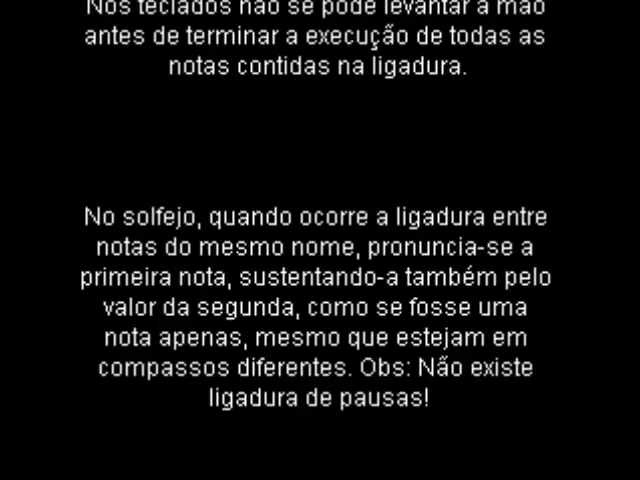 Nos teclados não se pode levantar a mão
antes de terminar a execução de todas as
notas contidas na ligadura.
No solfejo, quando ocorre a ligadura entre
notas do mesmo nome, pronuncia-se a
primeira nota, sustentando-a também pelo
valor da segunda, como se fosse uma
nota apenas, mesmo que estejam em
compassos diferentes. Obs: Não existe
ligadura de pausas!